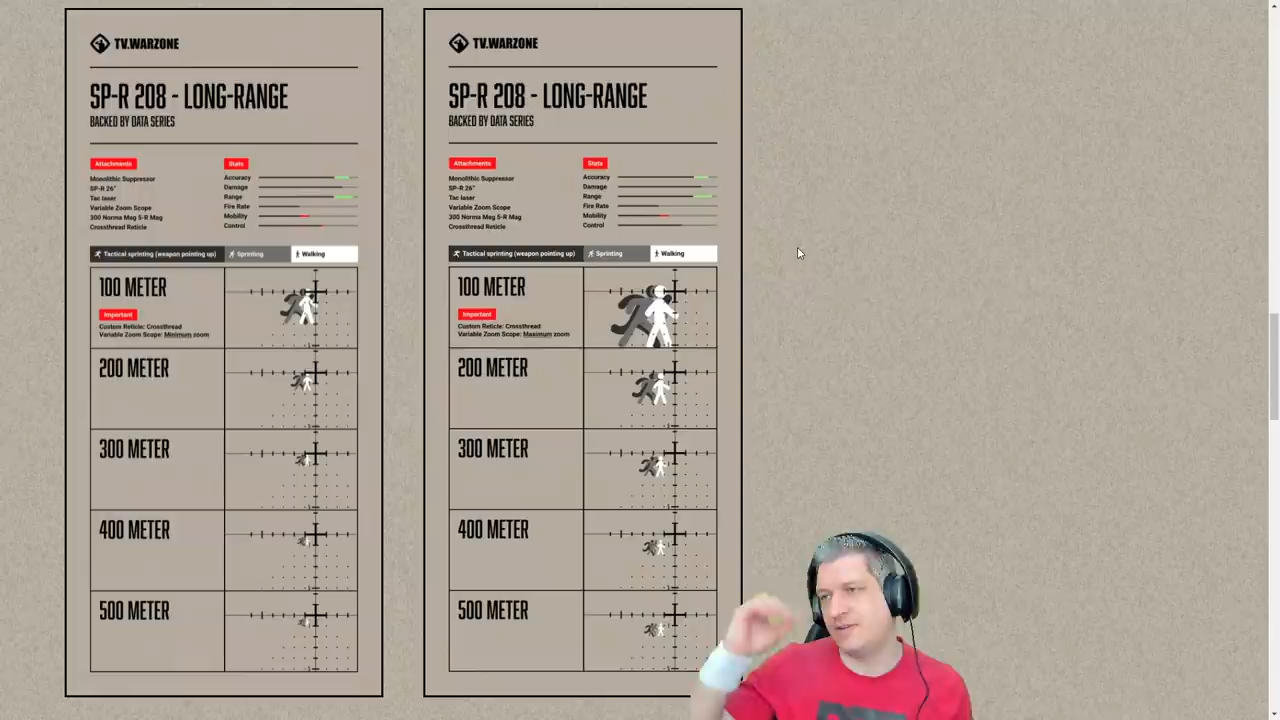 TV.WARZONE
SP-R 208 - LONG-RANGE
BACKED BY DATA SERIES
Attachments
Monolithic Suppressor
SP-R 26"
Tac laser
Variable Zoom Scope
300 Norma Mag 5-R Mag
Crossthread Reticle
Stats
Accuracy
Damage
Range
Fire Rate
Mobility
Control
Tactical sprinting (weapon pointing up) Sprinting Walking
100 METER
Important
Custom Reticle: Crossthread
Variable Zoom Scope: Minimum zoom
200 METER
300 METER
400 METER
500 METER
TV.WARZONE
SP-R 208 - LONG-RANGE
BACKED BY DATA SERIES
Attachments
Monolithic Suppressor
SP-R 26"
Tac laser
Variable Zoom Scope
300 Norma Mag 5-R Mag
Crossthread Reticle
Stats
Accuracy
Damage
Range
Fire Rate
Mobility
Control
Tactical sprinting (weapon pointing up) Sprinting Walking
100 METER
Important
Custom Reticle: Crossthread
Variable Zoom Scope: Maximum zoom
200 METER
300 METER
400 METER
500 METER